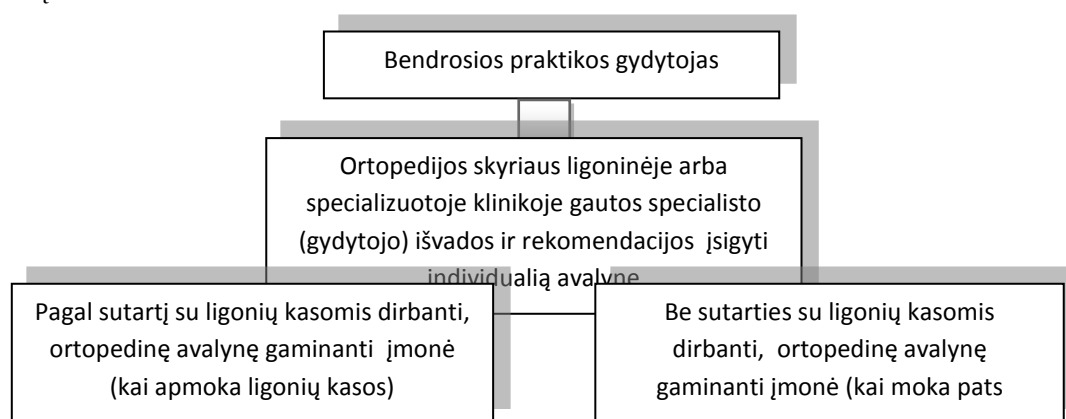 Bendrosios praktikos gydytojas
Ortopedijos skyriaus ligoninėje arba
specializuotoje klinikoje gautos specialisto
(gydytojo) išvados ir rekomendacijos įsigyti
individualią avalynę
Pagal sutartį su ligonių kasomis dirbanti,
ortopedinę avalynę gaminanti įmonė
(kai apmoka ligonių kasos)
Be sutarties su ligonių kasomis
dirbanti, ortopedinę avalynę
gaminanti įmonė (kai moka pats